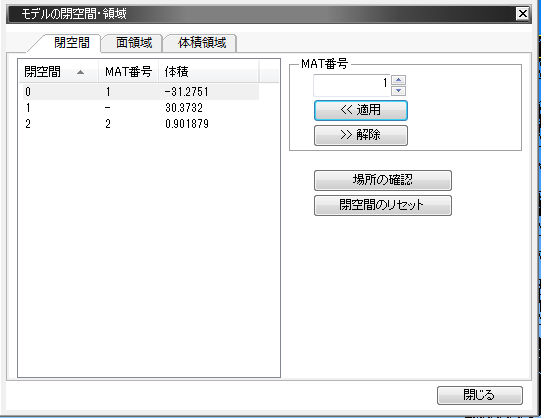 モデルの閉空間・領域
閉空間 面領域 体積領域
閉空間 MAT番号 体積
0 1 -31.2751
1 - 30.3732
2 2 0.901879
MAT番号
1
<< 適用
>> 解除
場所の確認
閉空間のリセット
閉じる